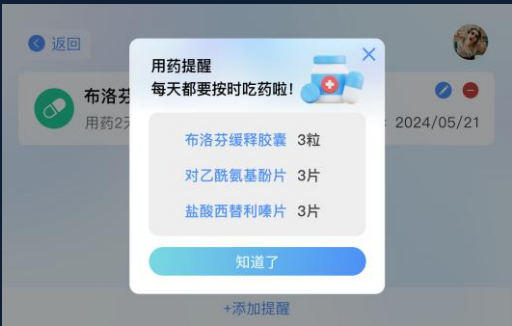 返回
用药提醒
每天都要按时吃药啦!
布洛芬
用药2天
2024/05/21
布洛芬缓释胶囊 3粒
对乙酰氨基酚片 3片
盐酸西替利嗪片 3片
知道了
+添加提醒